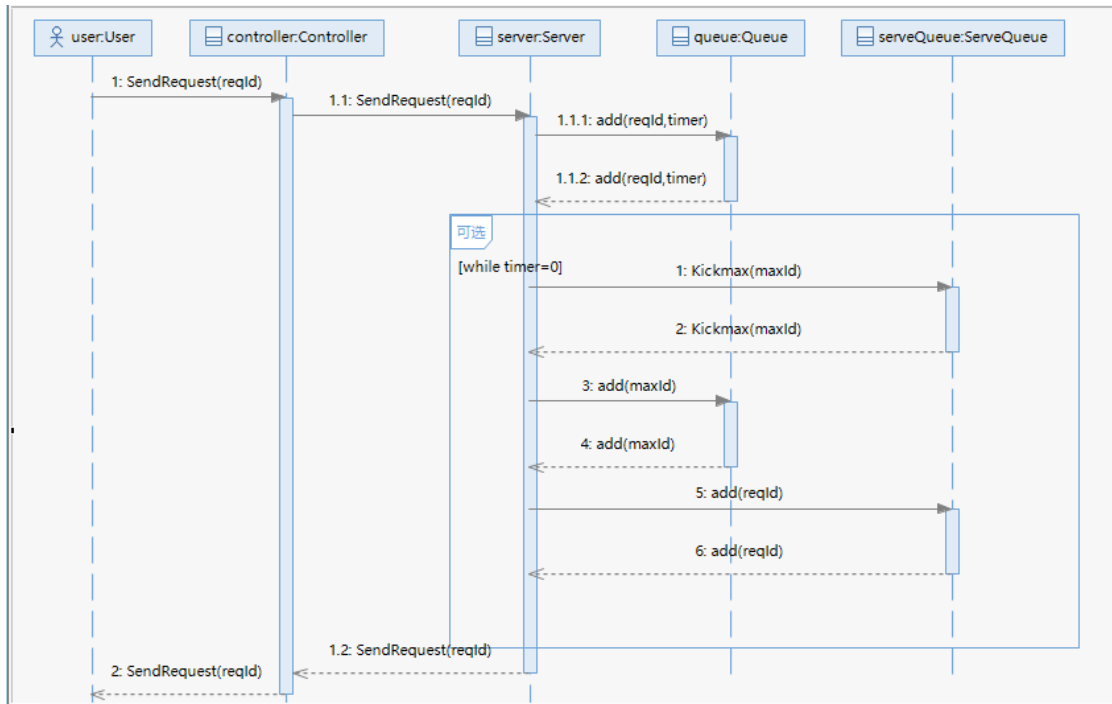 user:User
controller:Controller
server:Server
queue:Queue
serveQueue:ServeQueue
1: SendRequest(reqId)
1.1: SendRequest(reqId)
1.1.1: add(reqId,timer)
1.1.2: add(reqId,timer)
可选
[while timer=0]
1: Kickmax(maxId)
2: Kickmax(maxId)
3: add(maxId)
4: add(maxId)
5: add(reqId)
6: add(reqId)
1.2: SendRequest(reqId)
2: SendRequest(reqId)